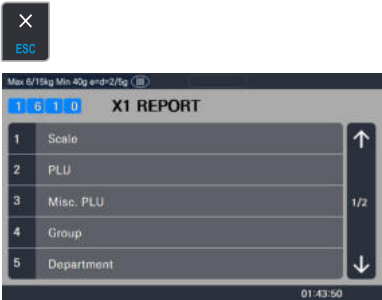 ×
ESC
Max 6/15kg Min 40g e=d=2/5g (III)
1 6 1 0 X1 REPORT
1 Scale
2 PLU
3 Misc. PLU
1/2
4 Group
5 Department
01:43:50